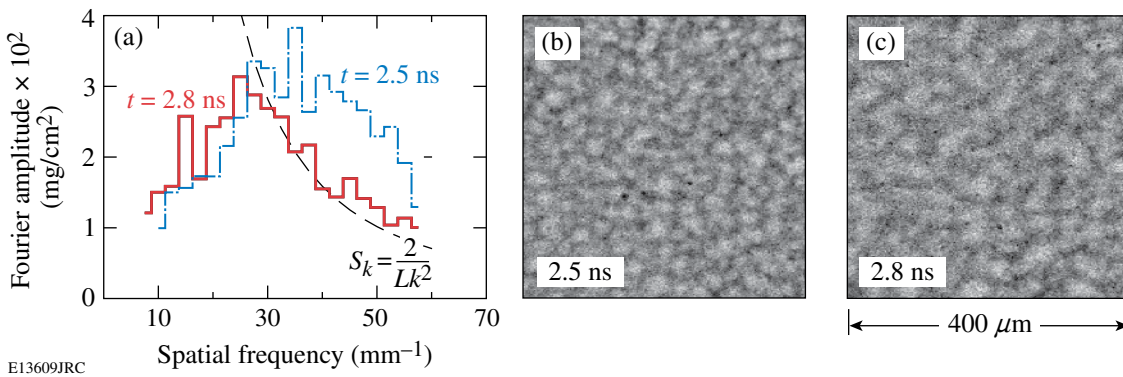 (a)
Fourier amplitude × 10²
(mg/cm²)
4
3
2
1
0
t = 2.8 ns
t = 2.5 ns
S_k = 2/Lk²
10
30
50
70
Spatial frequency (mm⁻¹)
(b)
2.5 ns
(c)
2.8 ns
400 μm
E13609JRC